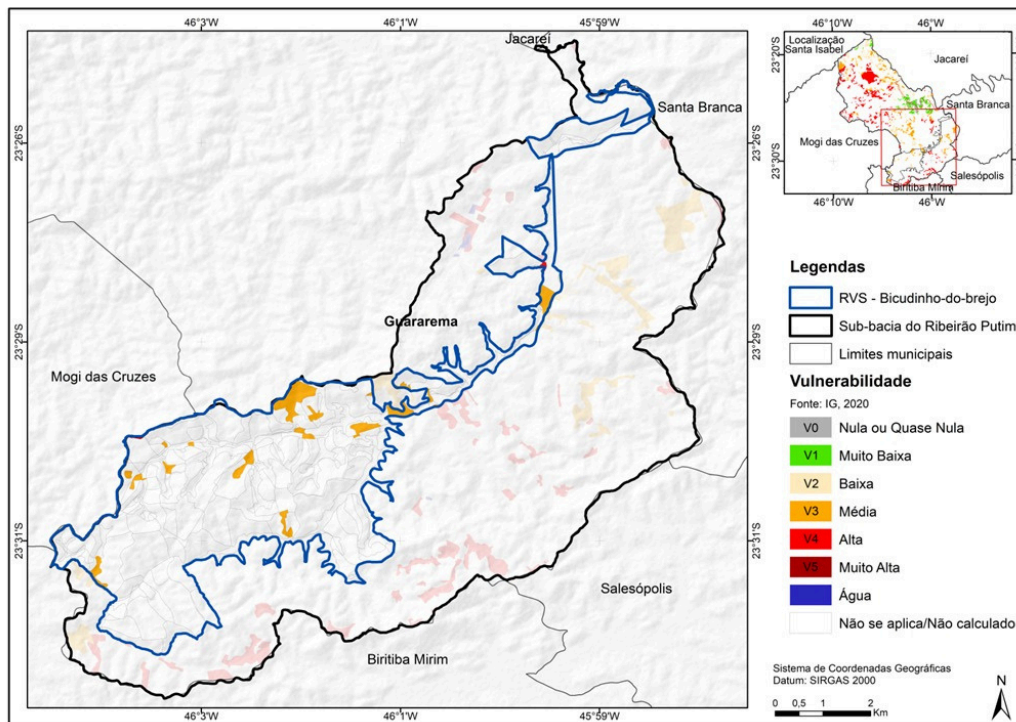 46°3'W
46°1'W
45°59'W
Jacareí
Santa Branca
23°26'S
23°26'S
Guararema
23°29'S
23°29'S
Mogi das Cruzes
23°31'S
23°31'S
Salesópolis
Biritiba Mirim
46°3'W
46°1'W
45°59'W
46°10'W
46°6'W
Localização
Santa Isabel
Jacareí
23°20'S
Santa Branca
Mogi das Cruzes
23°30'S
Salesópolis
Biritiba Mirim
46°10'W
46°6'W
Legendas
RVS - Bicudinho-do-brejo
Sub-bacia do Ribeirão Putim
Limites municipais
Vulnerabilidade
Fonte: IG, 2020
V0 Nula ou Quase Nula
V1 Muito Baixa
V2 Baixa
V3 Média
V4 Alta
V5 Muito Alta
Água
Não se aplica/Não calculado
Sistema de Coordenadas Geográficas
Datum: SIRGAS 2000
N
0 0,5 1 2
Km